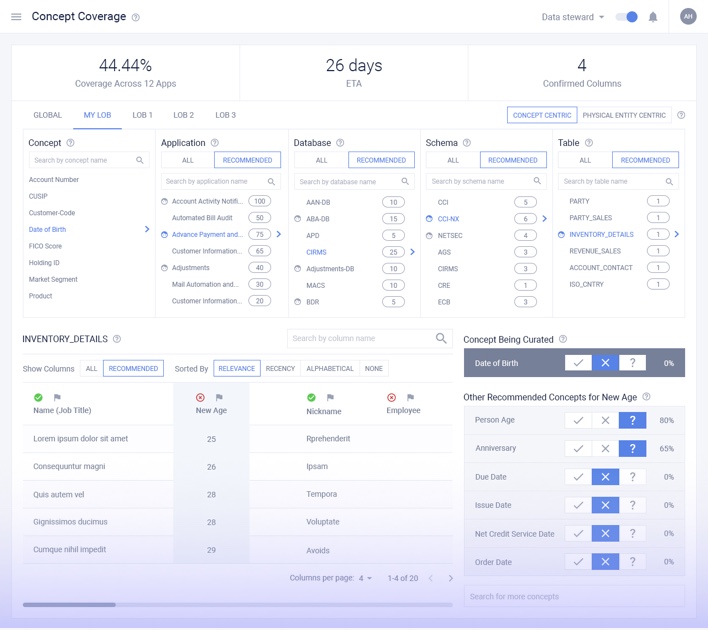 Concept Coverage
Data steward
AH
44.44%
Coverage Across 12 Apps
26 days
ETA
4
Confirmed Columns
GLOBAL MY LOB LOB 1 LOB 2 LOB 3
CONCEPT CENTRIC PHYSICAL ENTITY CENTRIC
Concept
Search by concept name
Account Number
CUSIP
Customer-Code
Date of Birth
FICO Score
Holding ID
Market Segment
Product
Application
ALL RECOMMENDED
Search by application name
Account Activity Notifi... 100
Automated Bill Audit 50
Advance Payment and... 75
Customer Information... 65
Adjustments 40
Mail Automation and... 30
Customer Information... 20
Database
ALL RECOMMENDED
Search by database name
AAN-DB 10
ABA-DB 15
APD 5
CIRMS 25
Adjustments-DB 10
MACS 10
BDR 5
Schema
ALL RECOMMENDED
Search by schema name
CCI 5
CCI-NX 6
NETSEC 4
AGS 3
CIRMS 3
CRE 1
ECB 3
Table
ALL RECOMMENDED
Search by table name
PARTY 1
PARTY_SALES 1
INVENTORY_DETAILS 1
REVENUE_SALES 1
ACCOUNT_CONTACT 1
ISO_CNTRY 1
INVENTORY_DETAILS
Search by column name
Show Columns ALL RECOMMENDED Sorted By RELEVANCE RECENCY ALPHABETICAL NONE
Name (Job Title) New Age Nickname Employee
Lorem ipsum dolor sit amet 25 Rprehenderit
Consequuntur magni 26 Ipsam
Quis autem vel 28 Tempora
Gignissimos ducimus 28 Voluptate
Cumque nihil impedit 29 Avoids
Columns per page: 4 1-4 of 20
Concept Being Curated
Date of Birth ? 0%
Other Recommended Concepts for New Age
Person Age ? 80%
Anniversary ? 65%
Due Date ? 0%
Issue Date ? 0%
Net Credit Service Date ? 0%
Order Date ? 0%
Search for more concepts